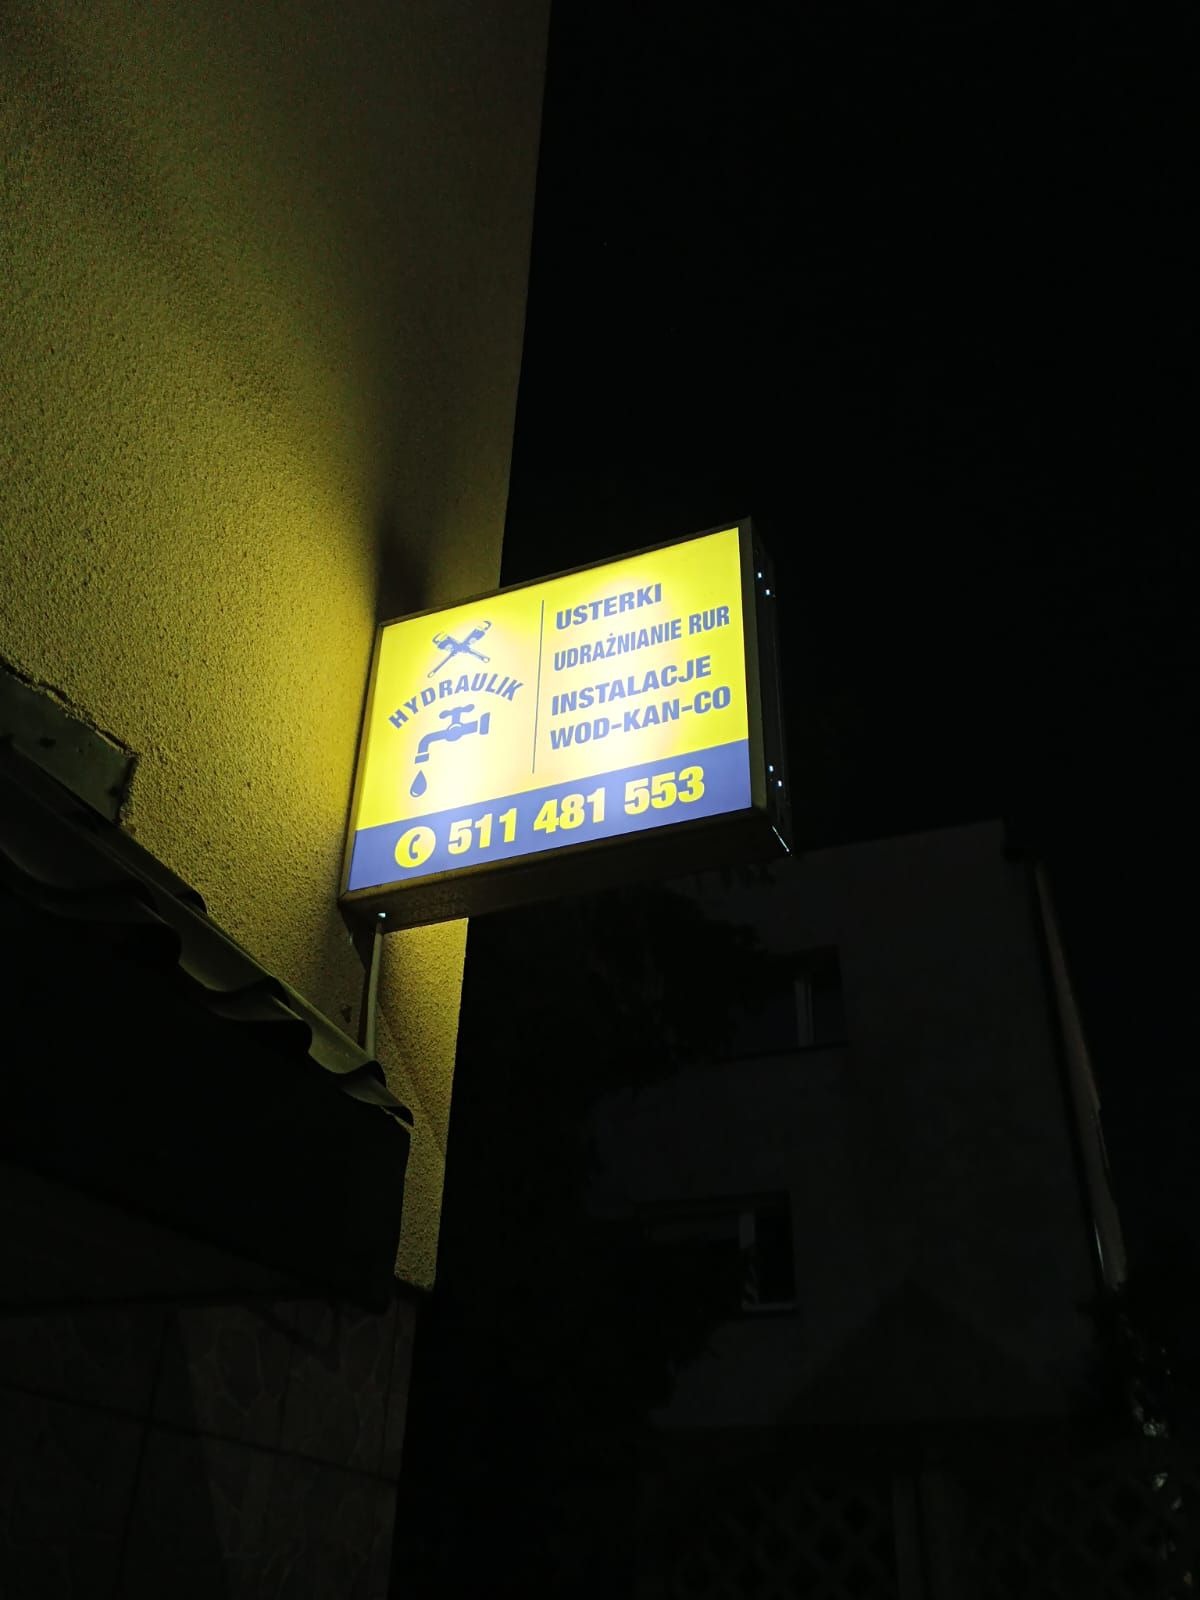 HYDRAULIK
USTERKI
UDRAŻNIANIE RUR
INSTALACJE
WOD-KAN-CO
511 481 553